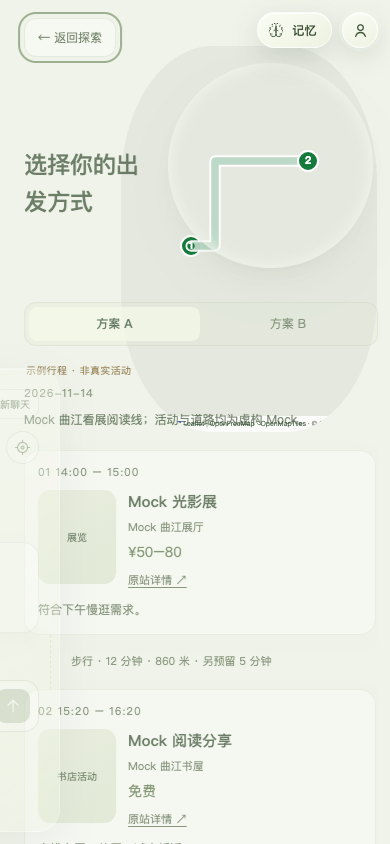 ← 返回探索
记忆
选择你的出
发方式
2
1
方案 A
方案 B
示例行程 · 非真实活动
新聊天
2026-11-14
Mock 曲江看展阅读线；活动与道路均为虚构 Mock
Leaflet | OpenFreeMap · OpenMapTiles · ©
01 14:00 — 15:00
展览
Mock 光影展
Mock 曲江展厅
¥50—80
原站详情 ↗
符合下午慢逛需求。
步行 · 12 分钟 · 860 米 · 另预留 5 分钟
02 15:20 — 16:20
书店活动
Mock 阅读分享
Mock 曲江书屋
免费
原站详情 ↗